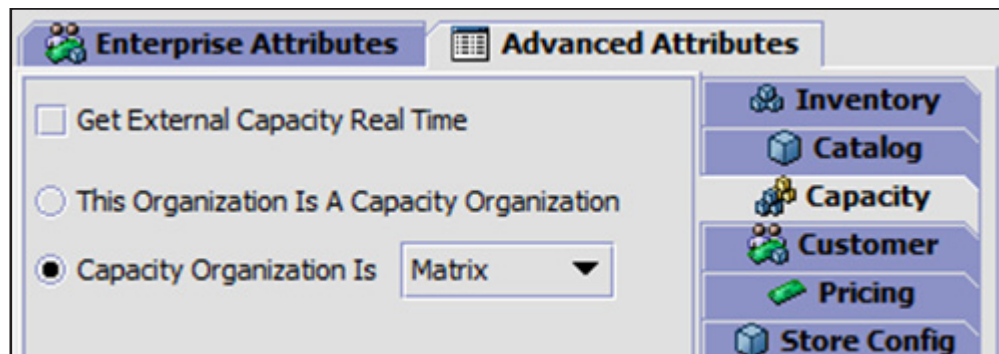 Enterprise Attributes
Advanced Attributes
Get External Capacity Real Time
This Organization Is A Capacity Organization
Capacity Organization Is Matrix
Inventory
Catalog
Capacity
Customer
Pricing
Store Config